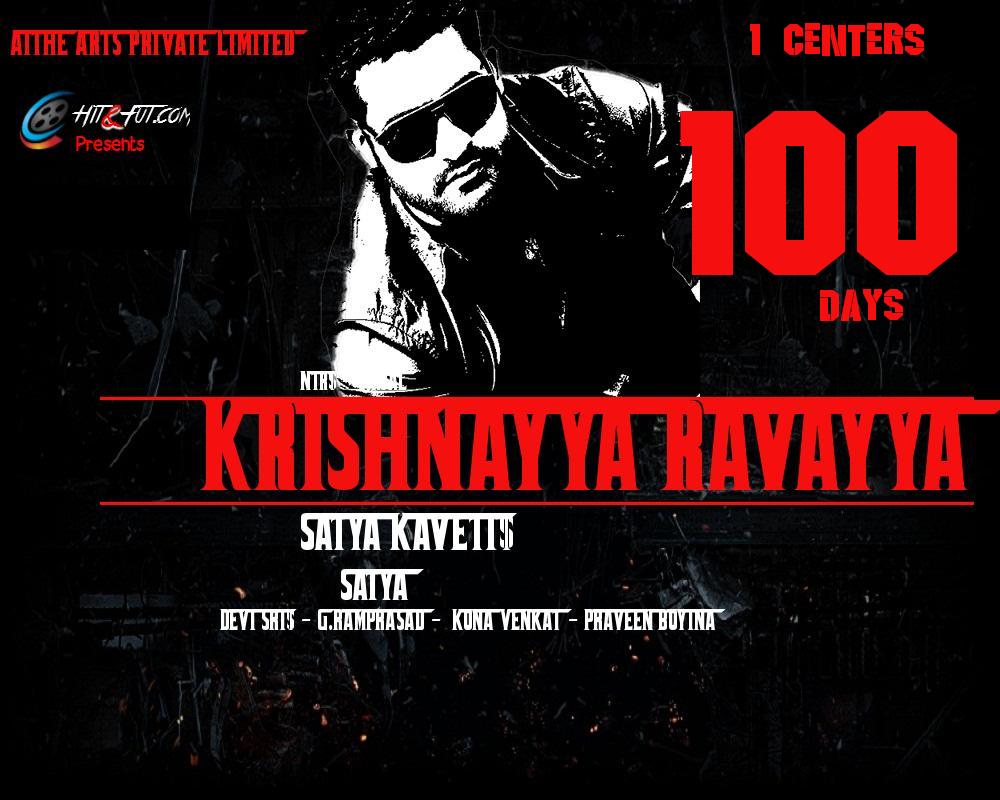 ATTHE ARTS PRIVATE LIMITED
1 CENTERS
HIT&FUT.COM
Presents
100
DAYS
KRISHNAYYA RAVAYYA
SATYA KAVETI
SATYA
DEVI SRI - G.RAMPRASAD - KONA VENKAT - PRAVEEN BOYINA